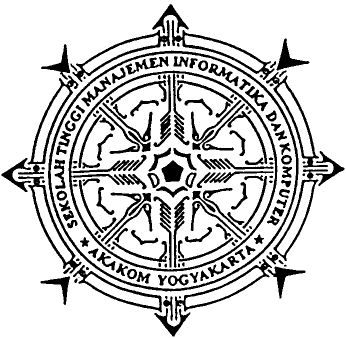 SEKOLAH TINGGI MANAJEMEN INFORMATIKA DAN KOMPUTER
AKAKOM YOGYAKARTA